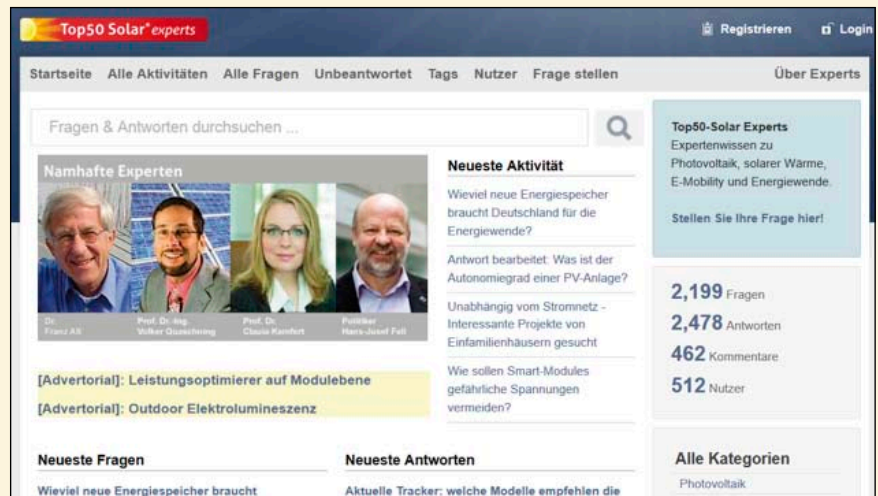 Top50 Solar experts
Registrieren Login
Startseite Alle Aktivitäten Alle Fragen Unbeantwortet Tags Nutzer Frage stellen Über Experts
Fragen & Antworten durchsuchen ...
Namhafte Experten
Dr.
Franz Alt
Prof. Dr.-Ing.
Volker Quaschning
Prof. Dr.
Claudia Kemfert
Politiker
Hans-Josef Fell
[Advertorial]: Leistungsoptimierer auf Modulebene
[Advertorial]: Outdoor Elektrolumineszenz
Neueste Aktivität
Wieviel neue Energiespeicher
braucht Deutschland für die
Energiewende?
Antwort bearbeitet: Was ist der
Autonomiegrad einer PV-Anlage?
Unabhängig vom Stromnetz -
Interessante Projekte von
Einfamilienhäusern gesucht
Wie sollen Smart-Modules
gefährliche Spannungen
vermeiden?
Top50-Solar Experts
Expertenwissen zu
Photovoltaik, solarer Wärme,
E-Mobility und Energiewende.
Stellen Sie Ihre Frage hier!
2,199 Fragen
2,478 Antworten
462 Kommentare
512 Nutzer
Neueste Fragen
Wieviel neue Energiespeicher braucht
Neueste Antworten
Aktuelle Tracker: welche Modelle empfehlen die
Alle Kategorien
Photovoltaik